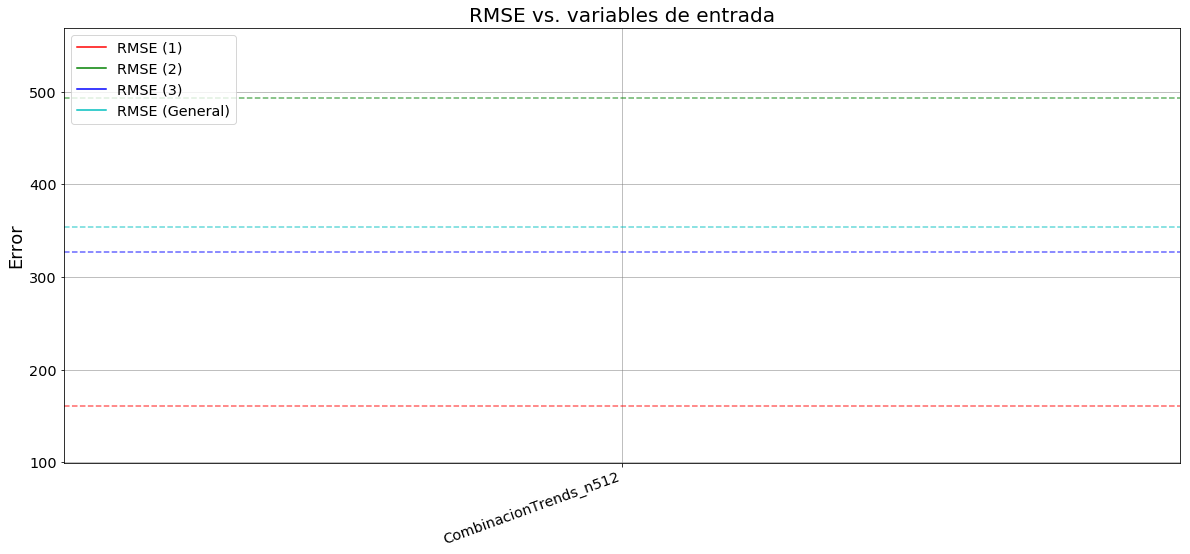 RMSE vs. variables de entrada
RMSE (1)
RMSE (2)
RMSE (3)
RMSE (General)
Error
500
400
300
200
100
CombinacionTrends_n512